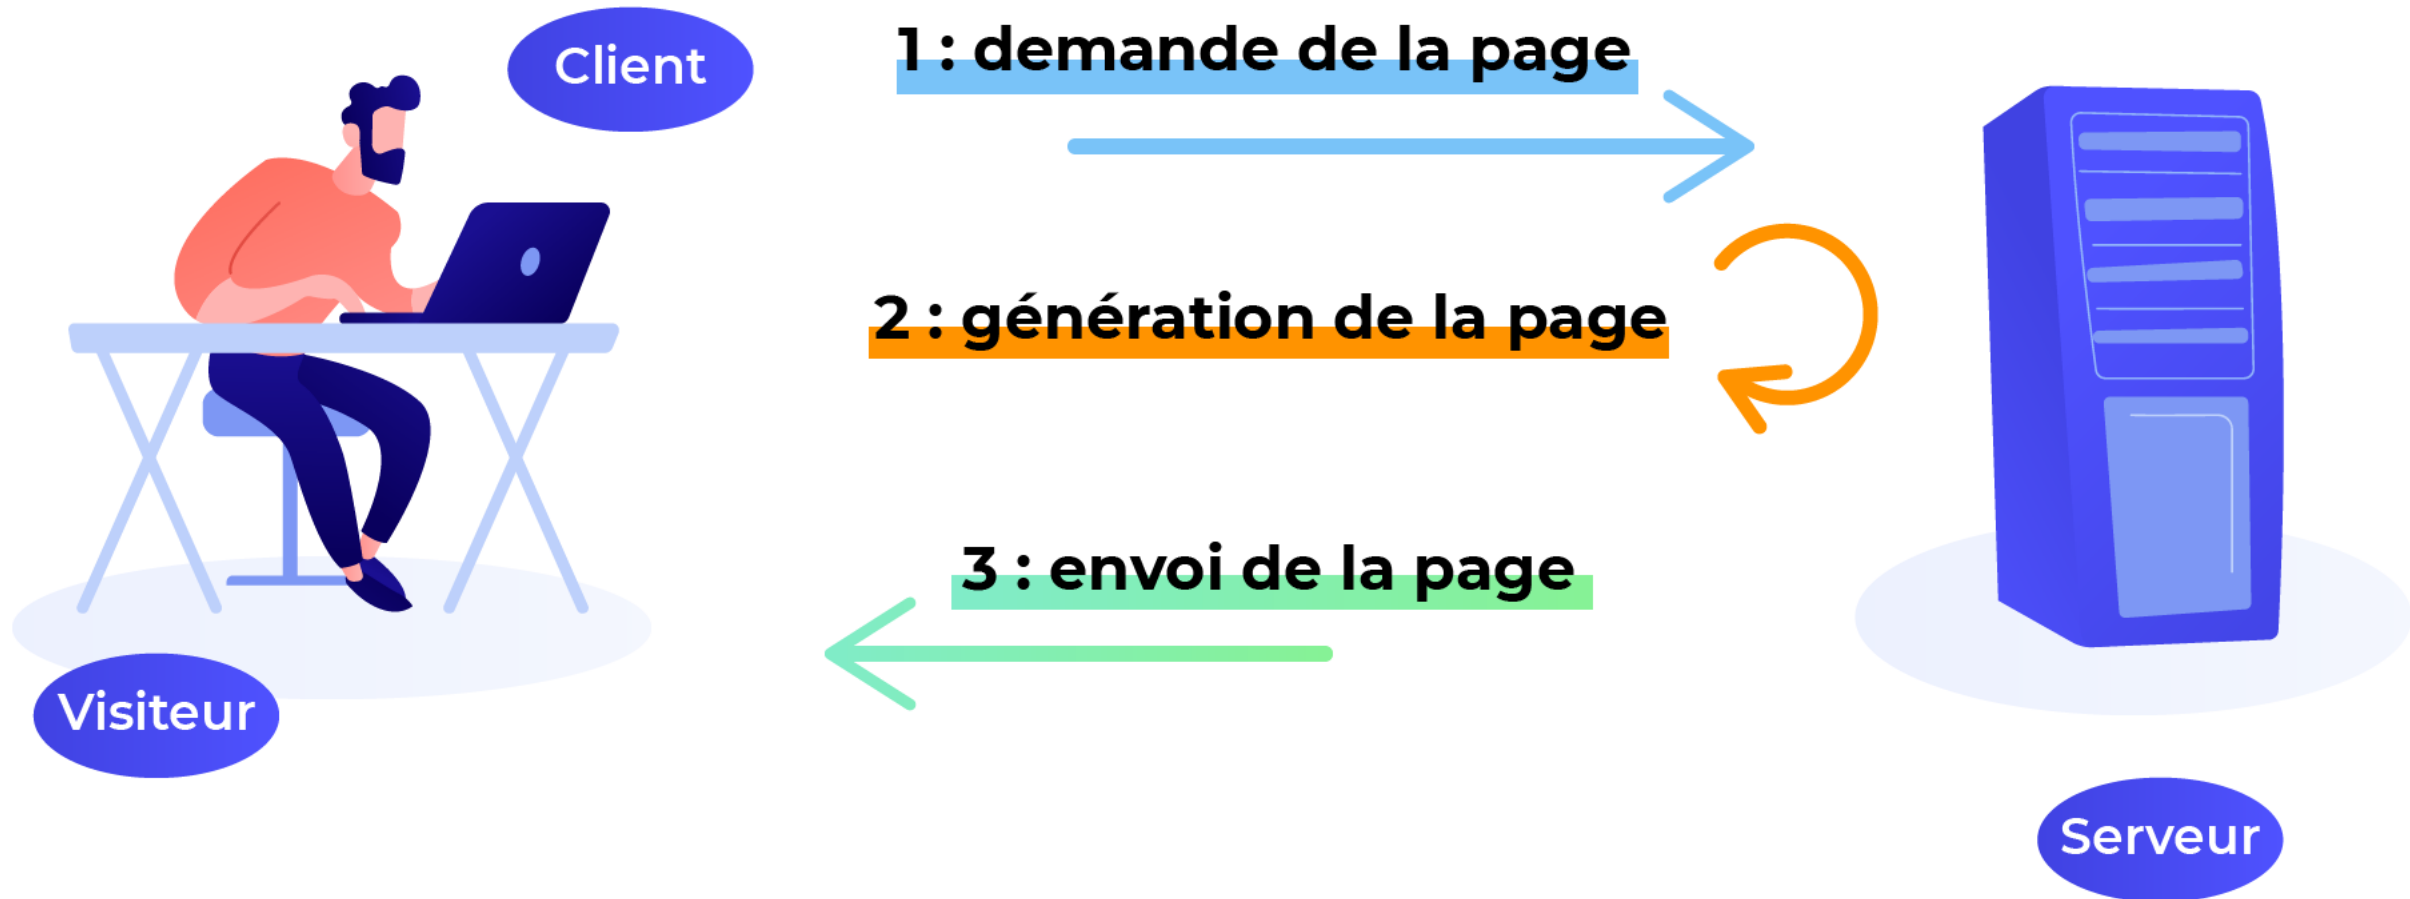 Client
1 : demande de la page
2 : génération de la page
3 : envoi de la page
Visiteur
Serveur